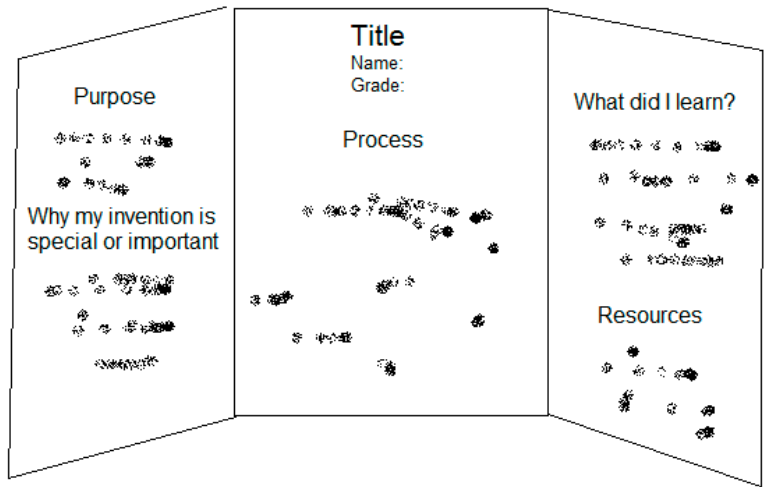 Purpose
Why my invention is
special or important
Title
Name:
Grade:
Process
What did I learn?
Resources